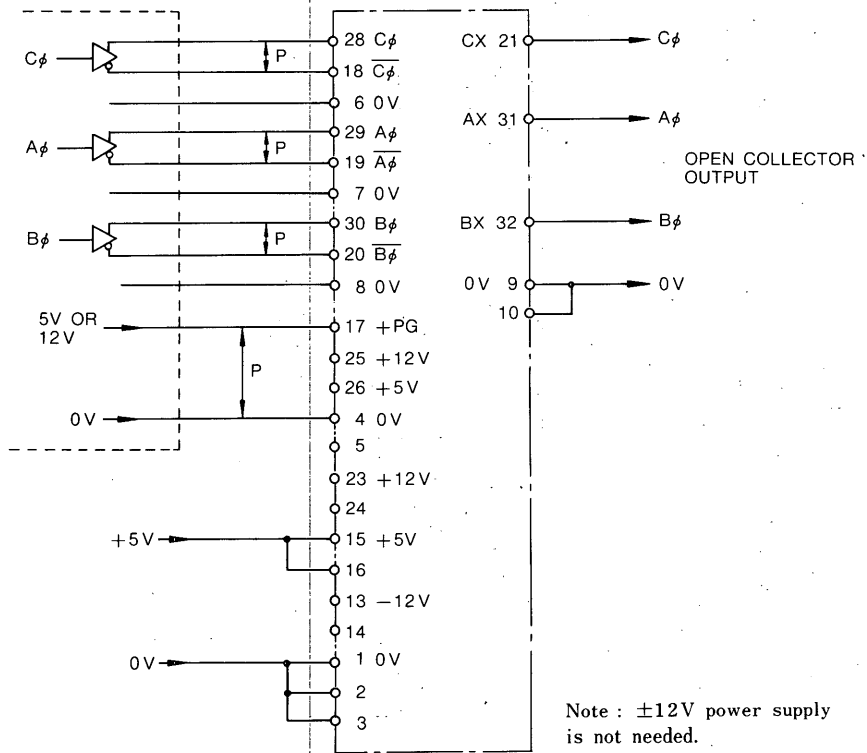 Cϕ
P
28 Cϕ
18 C̅ϕ̅
6 0V
Aϕ
P
29 Aϕ
19 A̅ϕ̅
7 0V
Bϕ
P
30 Bϕ
20 B̅ϕ̅
8 0V
5V OR
12V
17 +PG
P
25 +12V
26 +5V
0V
4 0V
5
23 +12V
24
+5V
15 +5V
16
13 −12V
14
0V
1 0V
2
3
CX 21
Cϕ
AX 31
Aϕ
OPEN COLLECTOR
OUTPUT
BX 32
Bϕ
0V 9
0V
10
Note : ±12V power supply
is not needed.